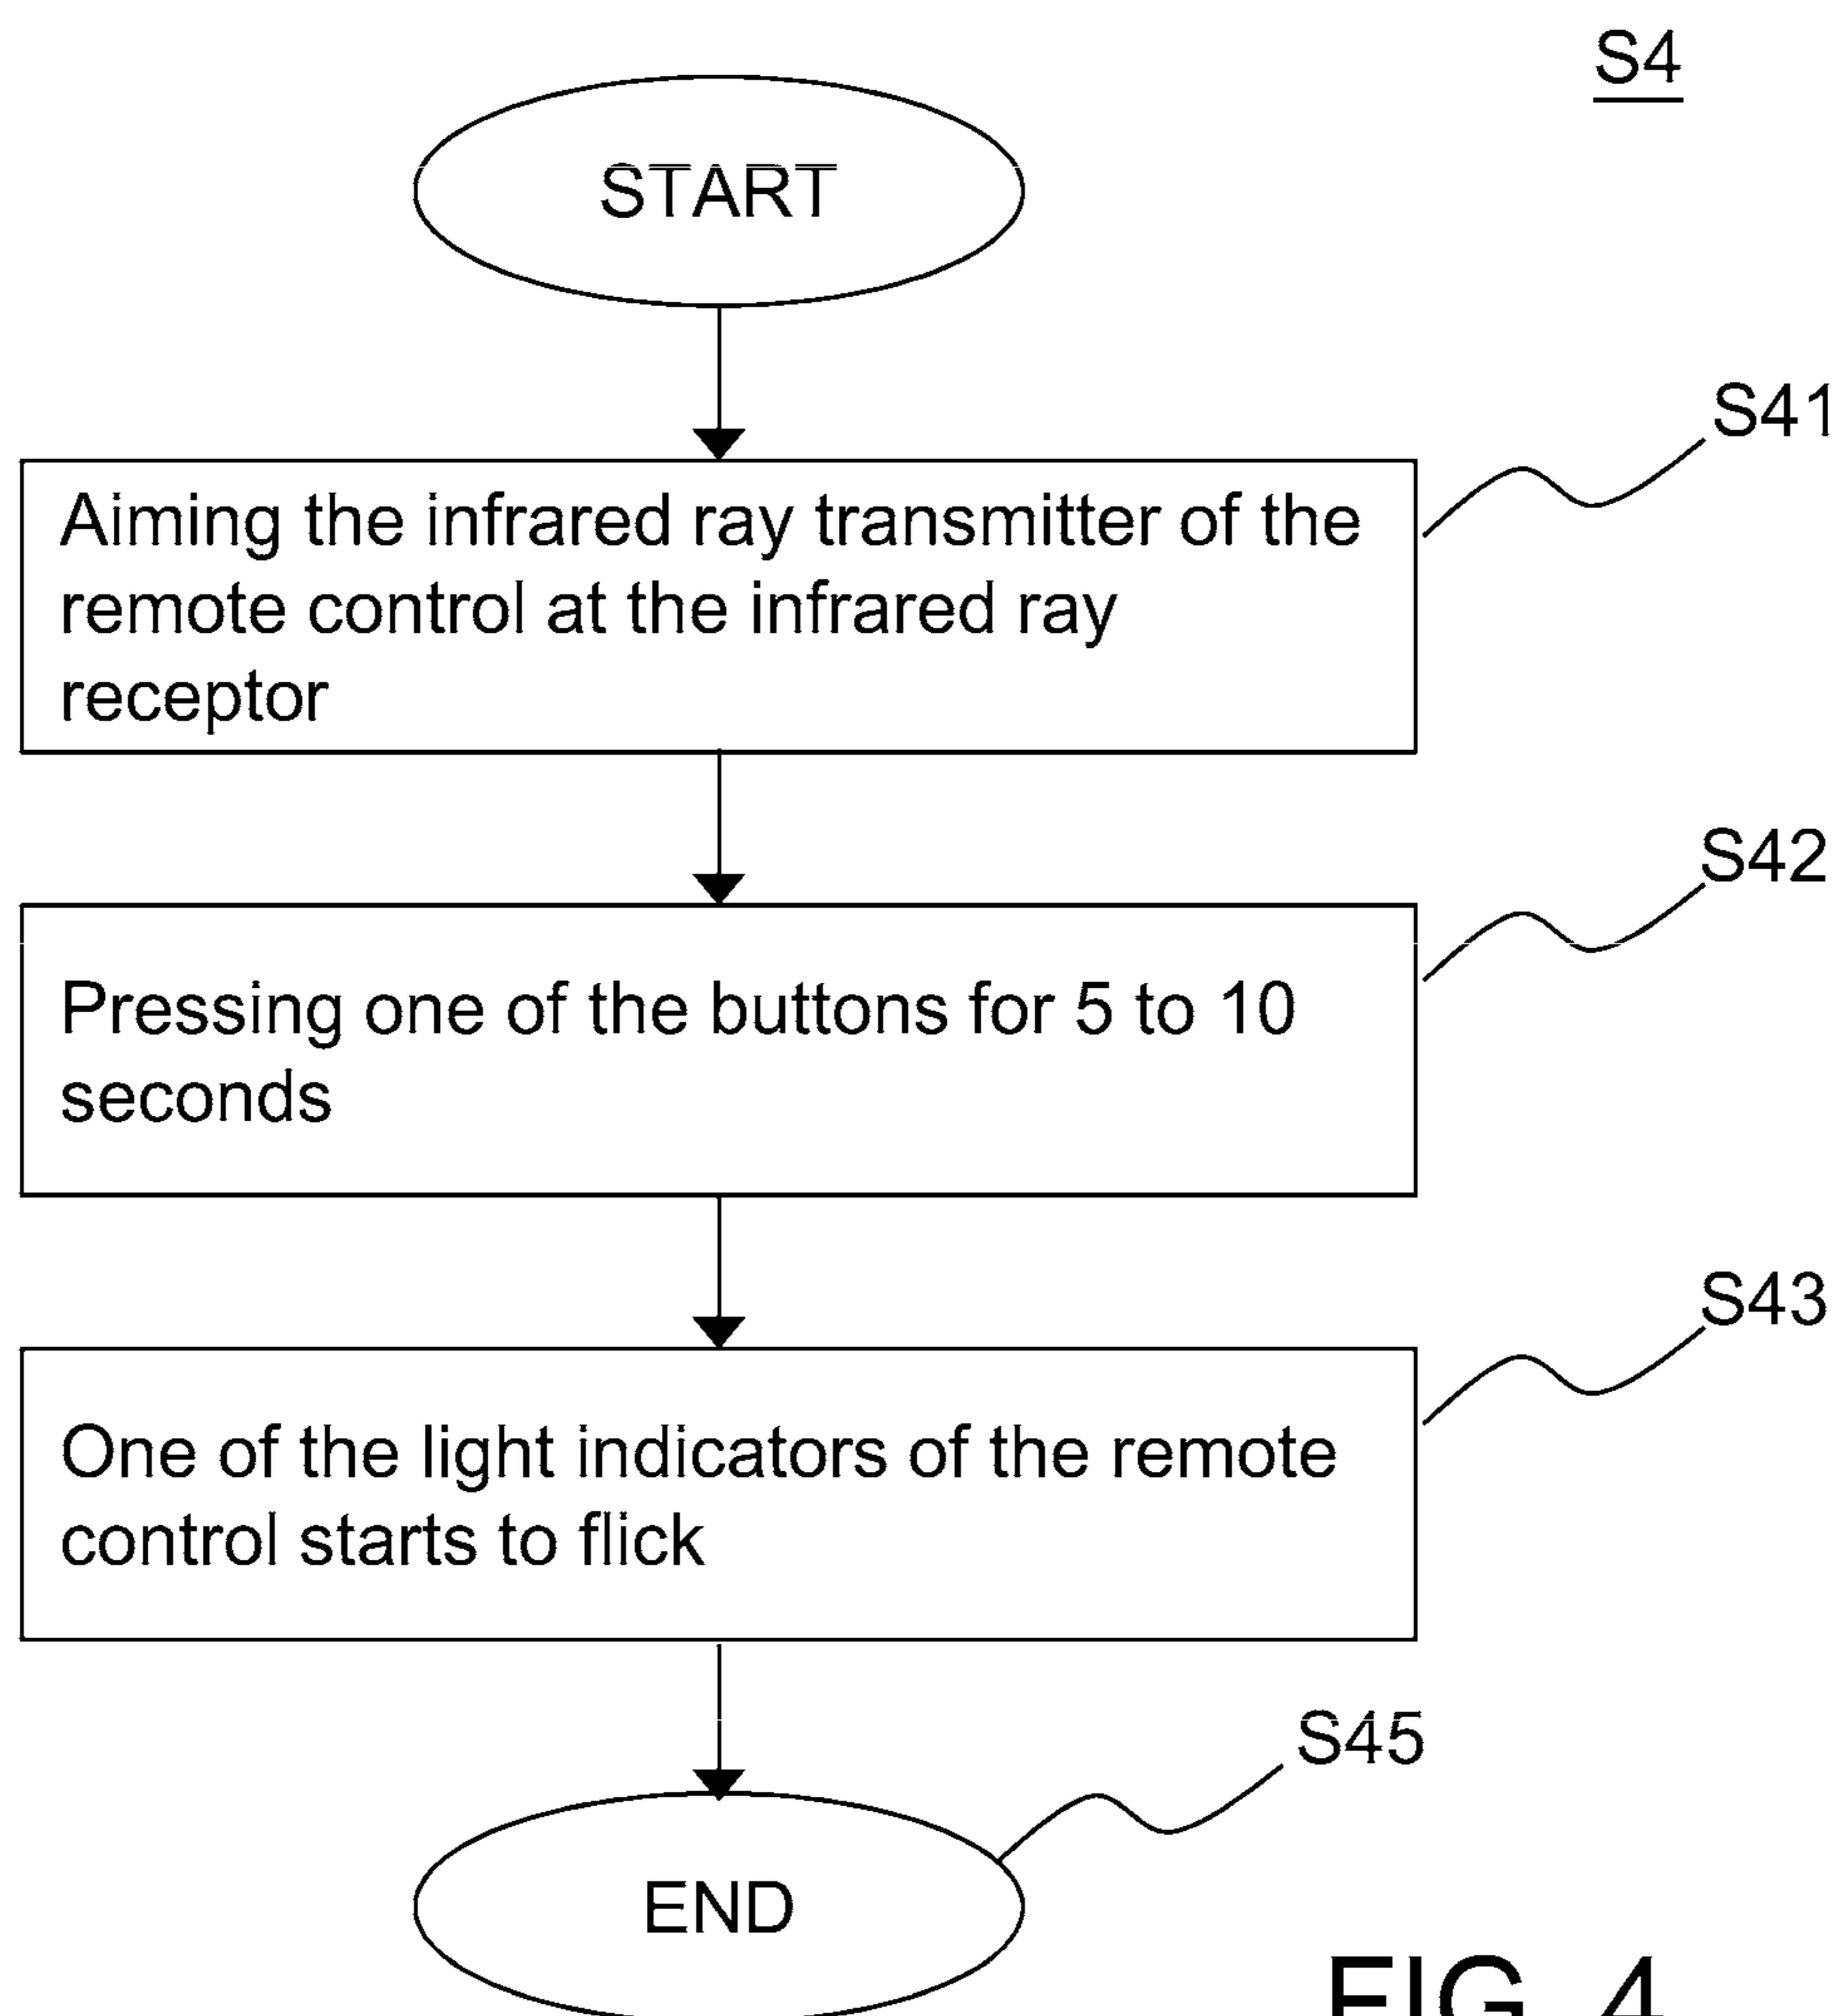 S4
START
S41
Aiming the infrared ray transmitter of the
remote control at the infrared ray
receptor
S42
Pressing one of the buttons for 5 to 10
seconds
S43
One of the light indicators of the remote
control starts to flick
S45
END
FIG. 4